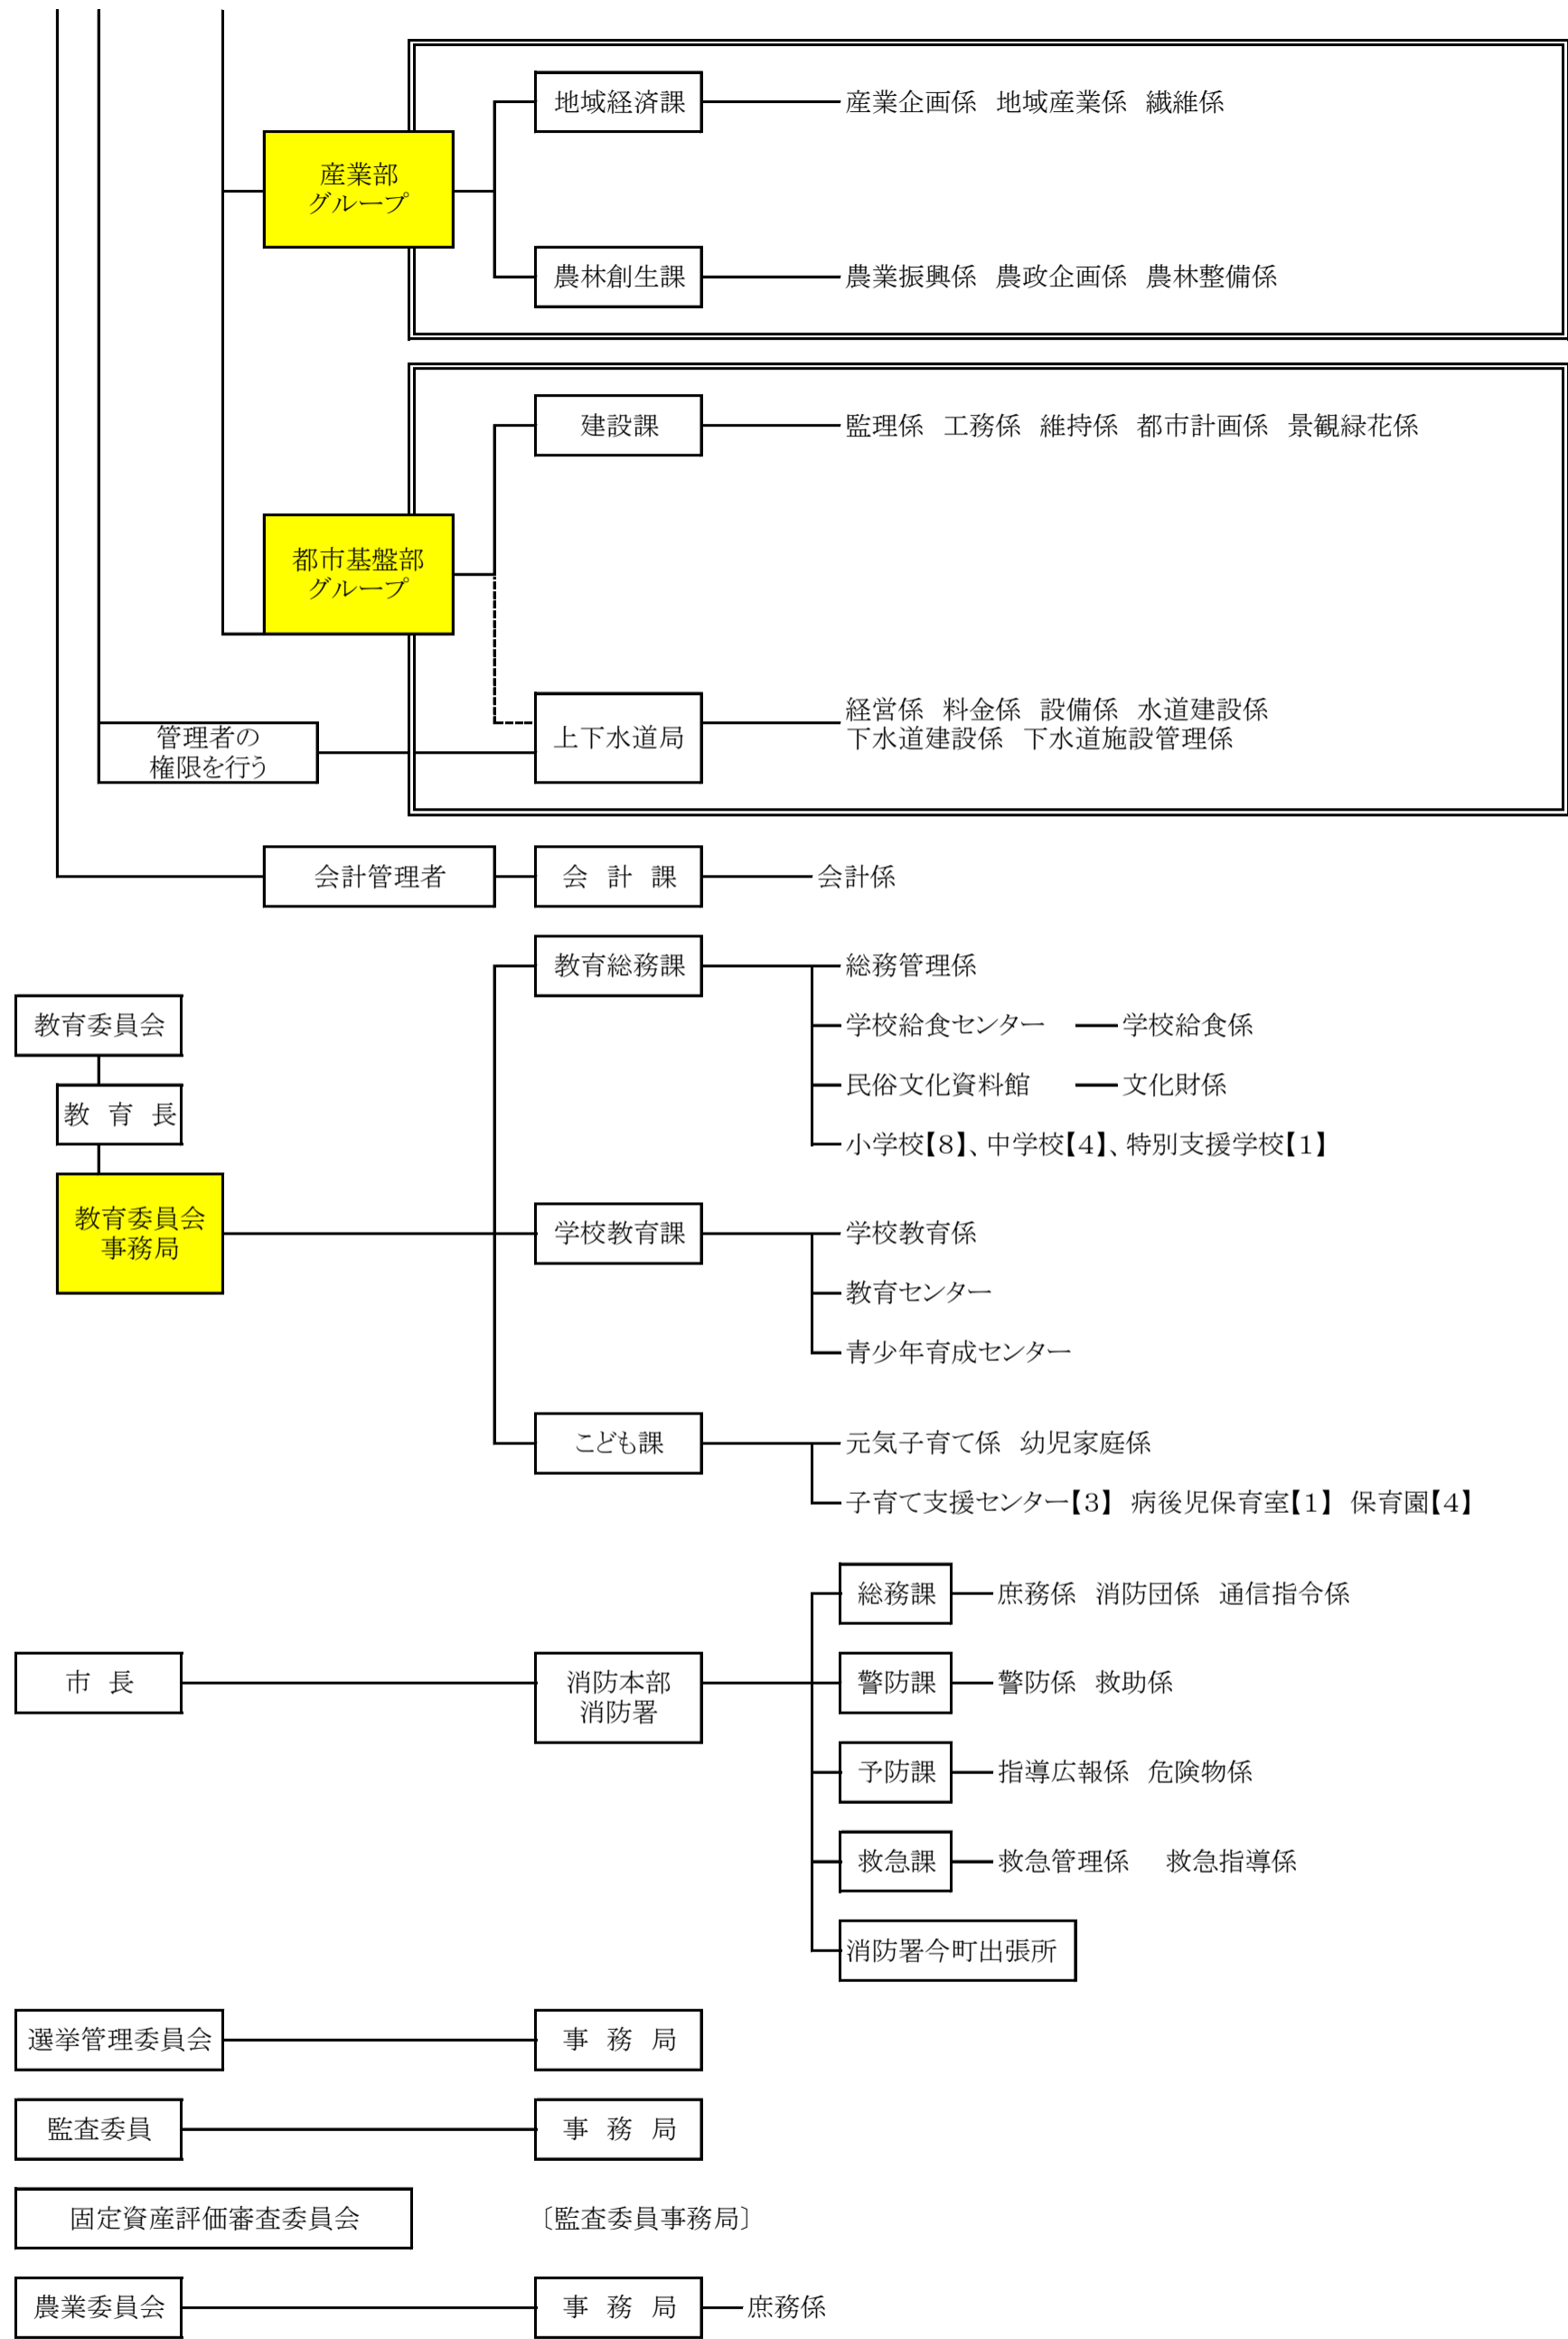 地域経済課 産業企画係 地域産業係 繊維係
産業部
グループ
農林創生課 農業振興係 農政企画係 農林整備係
建設課 監理係 工務係 維持係 都市計画係 景観緑花係
都市基盤部
グループ
管理者の
権限を行う
上下水道局
経営係 料金係 設備係 水道建設係
下水道建設係 下水道施設管理係
会計管理者 会 計 課 会計係
教育総務課 総務管理係
教育委員会 学校給食センター 学校給食係
教 育 長 民俗文化資料館 文化財係
小学校【8】、中学校【4】、特別支援学校【1】
教育委員会
事務局
学校教育課 学校教育係
教育センター
青少年育成センター
こども課 元気子育て係 幼児家庭係
子育て支援センター【3】 病後児保育室【1】 保育園【4】
総務課 庶務係 消防団係 通信指令係
市 長 消防本部
消防署
警防課 警防係 救助係
予防課 指導広報係 危険物係
救急課 救急管理係 救急指導係
消防署今町出張所
選挙管理委員会 事 務 局
監査委員 事 務 局
固定資産評価審査委員会 〔監査委員事務局〕
農業委員会 事 務 局 庶務係